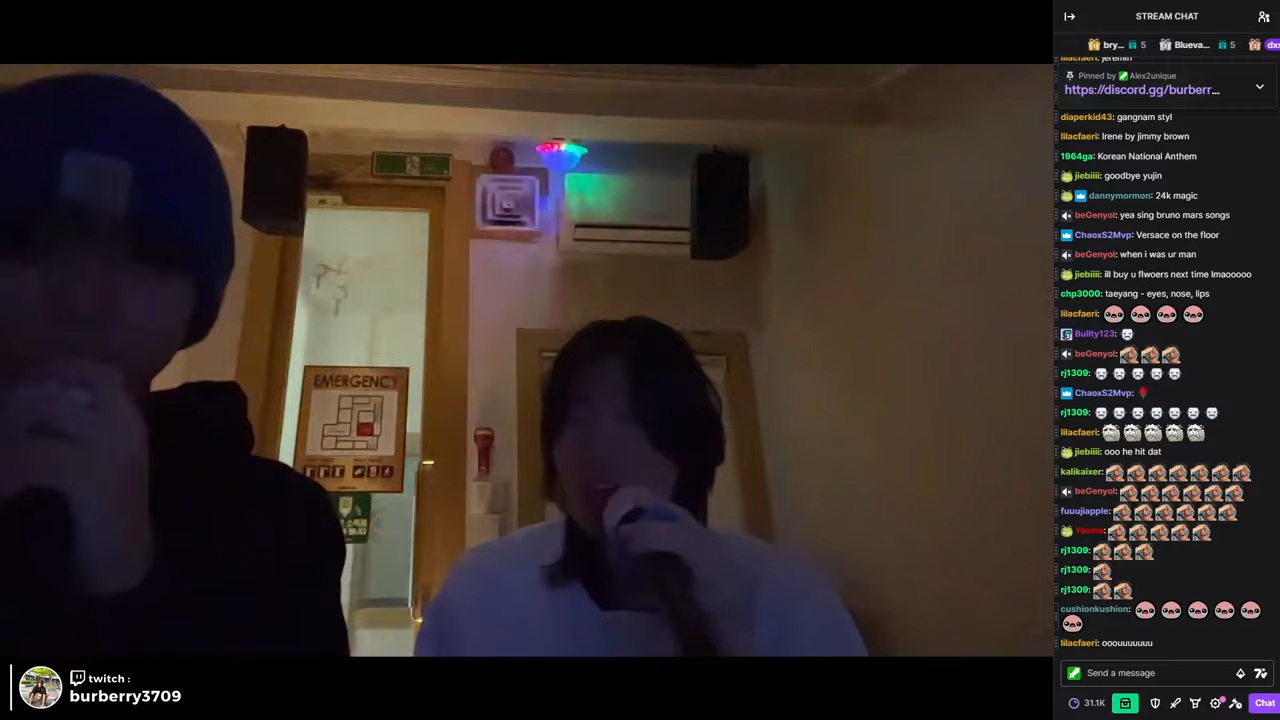 STREAM CHAT
bry... 5 Blueva... 5
lilacfaeri: jeremin
Pinned by Alex2unique
https://discord.gg/burberr...
diaperkid43: gangnam styl
lilacfaeri: Irene by jimmy brown
1964ga: Korean National Anthem
jiebiiii: goodbye yujin
dannymormon: 24k magic
beGenyol: yea sing bruno mars songs
ChaoxS2Mvp: Versace on the floor
beGenyol: when i was ur man
jiebiiii: ill buy u flwoers next time lmaooooo
chp3000: taeyang - eyes, nose, lips
lilacfaeri:
Bullty123:
beGenyol:
rj1309:
ChaoxS2Mvp:
rj1309:
lilacfaeri:
jiebiiii: ooo he hit dat
kalikaixer:
beGenyol:
fuuujiapple:
Yaoma:
rj1309:
rj1309:
rj1309:
cushionkushion:
lilacfaeri: ooouuuuuuu
Send a message
31.1K
Chat
EMERGENCY
twitch :
burberry3709